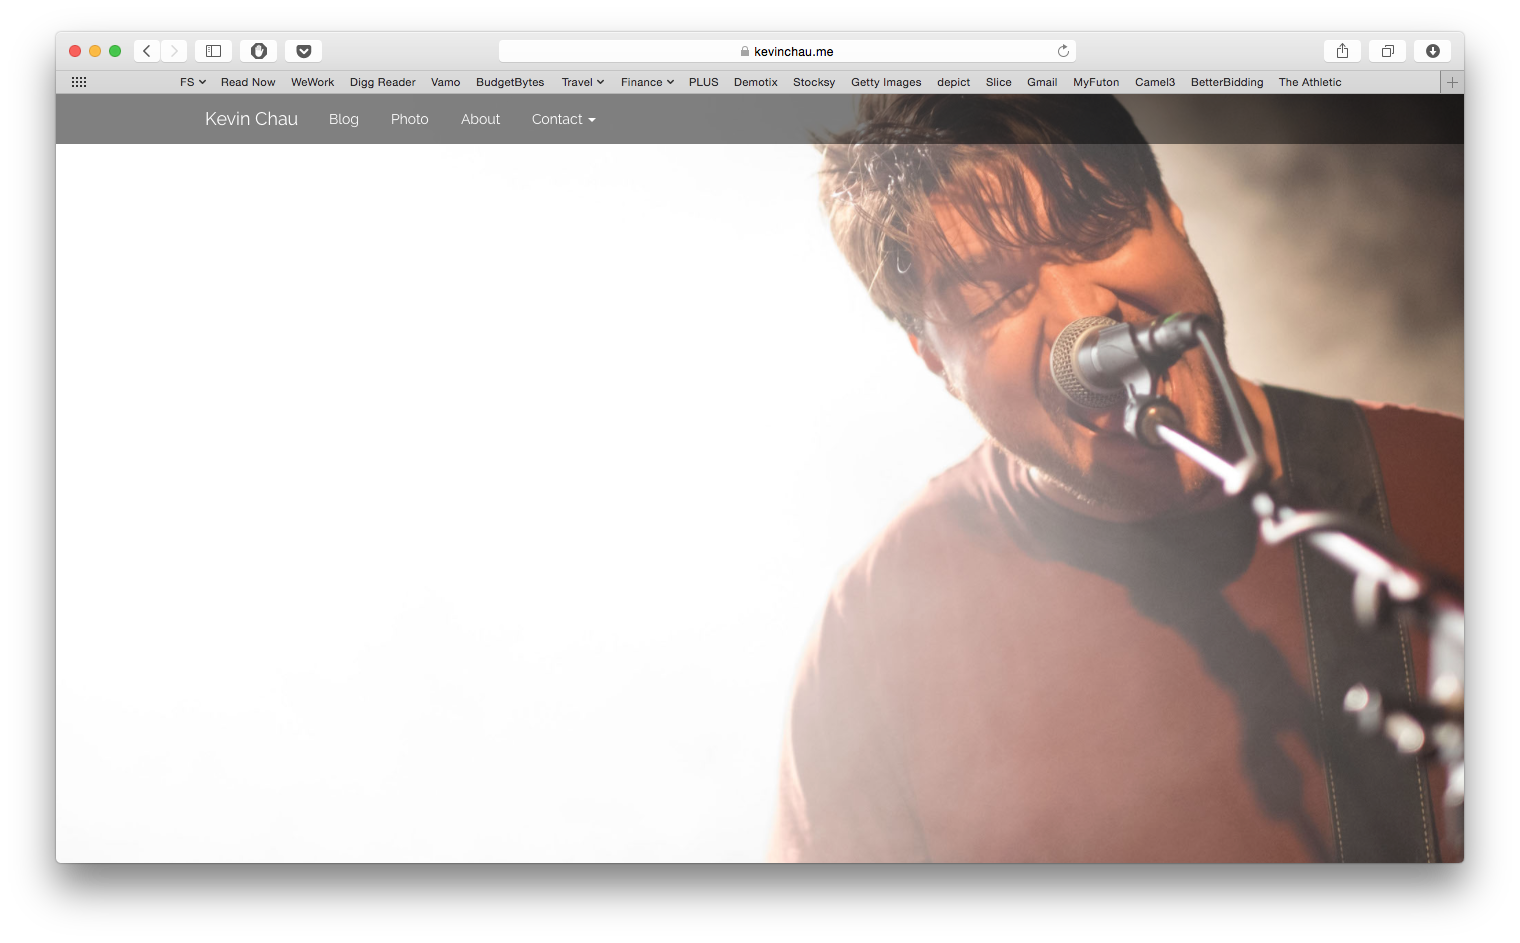 kevinchau.me
FS Read Now WeWork Digg Reader Vamo BudgetBytes Travel Finance PLUS Demotix Stocksy Getty Images depict Slice Gmail MyFuton Camel3 BetterBidding The Athletic
Kevin Chau Blog Photo About Contact